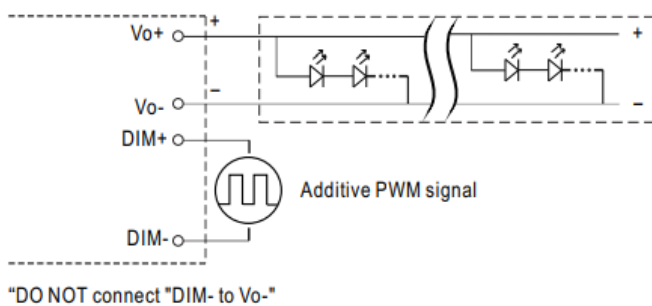 Vo+
+
+
Vo-
−
−
DIM+
Additive PWM signal
DIM-
"DO NOT connect "DIM- to Vo-"